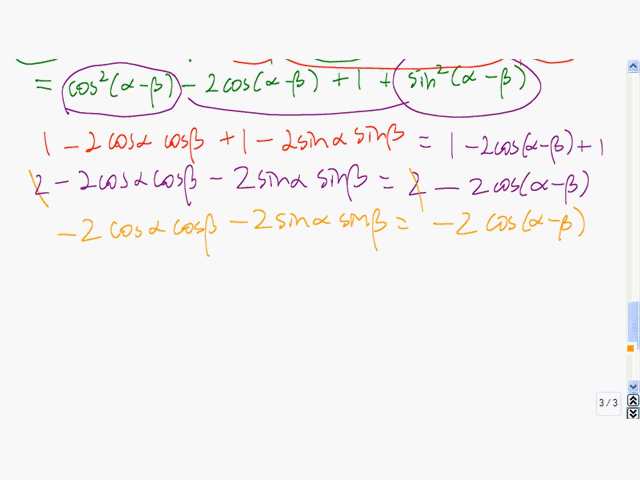 = cos²(α-β) - 2cos(α-β) + 1 + sin²(α-β)
1 - 2cosα cosβ + 1 - 2sinα sinβ = 1 - 2cos(α-β) + 1
2 - 2cosα cosβ - 2sinα sinβ = 2 - 2cos(α-β)
-2cosα cosβ - 2sinα sinβ = -2cos(α-β)
3 / 3